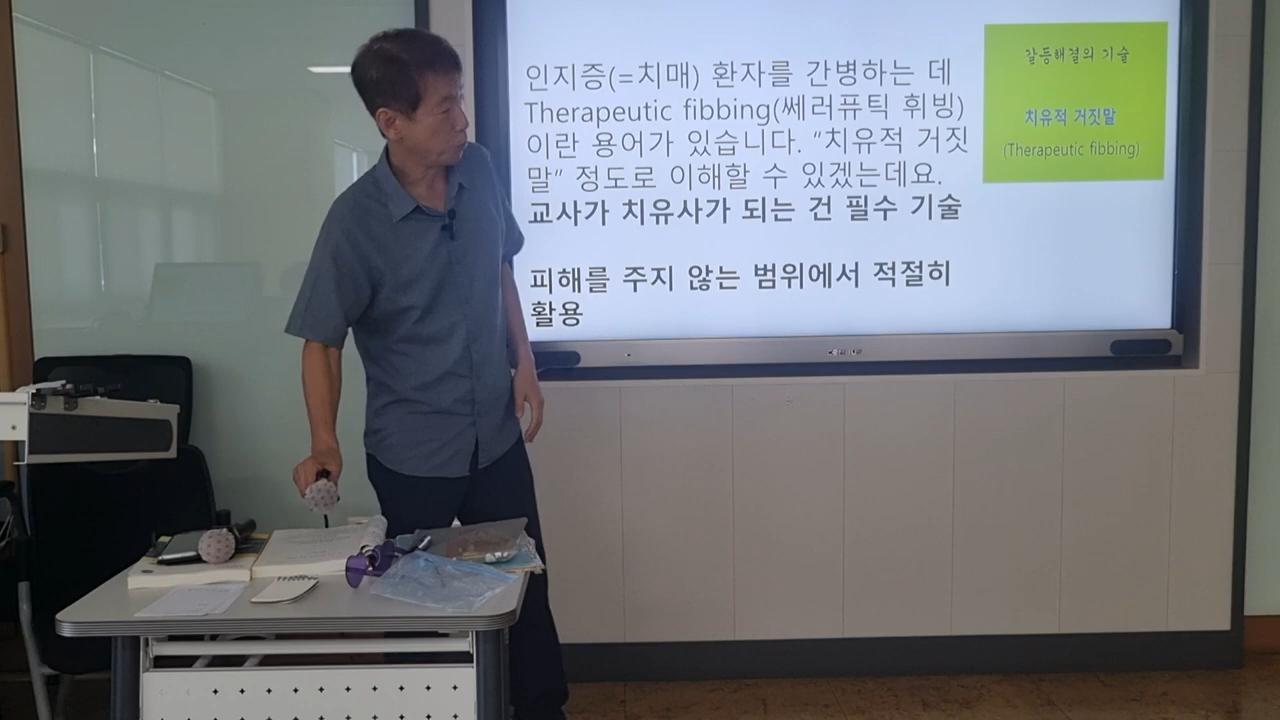 인지증(=치매) 환자를 간병하는 데
Therapeutic fibbing(쎄러퓨틱 휘빙)
이란 용어가 있습니다. "치유적 거짓
말" 정도로 이해할 수 있겠는데요.
교사가 치유사가 되는 건 필수 기술
피해를 주지 않는 범위에서 적절히
활용
갈등해결의 기술
치유적 거짓말
(Therapeutic fibbing)